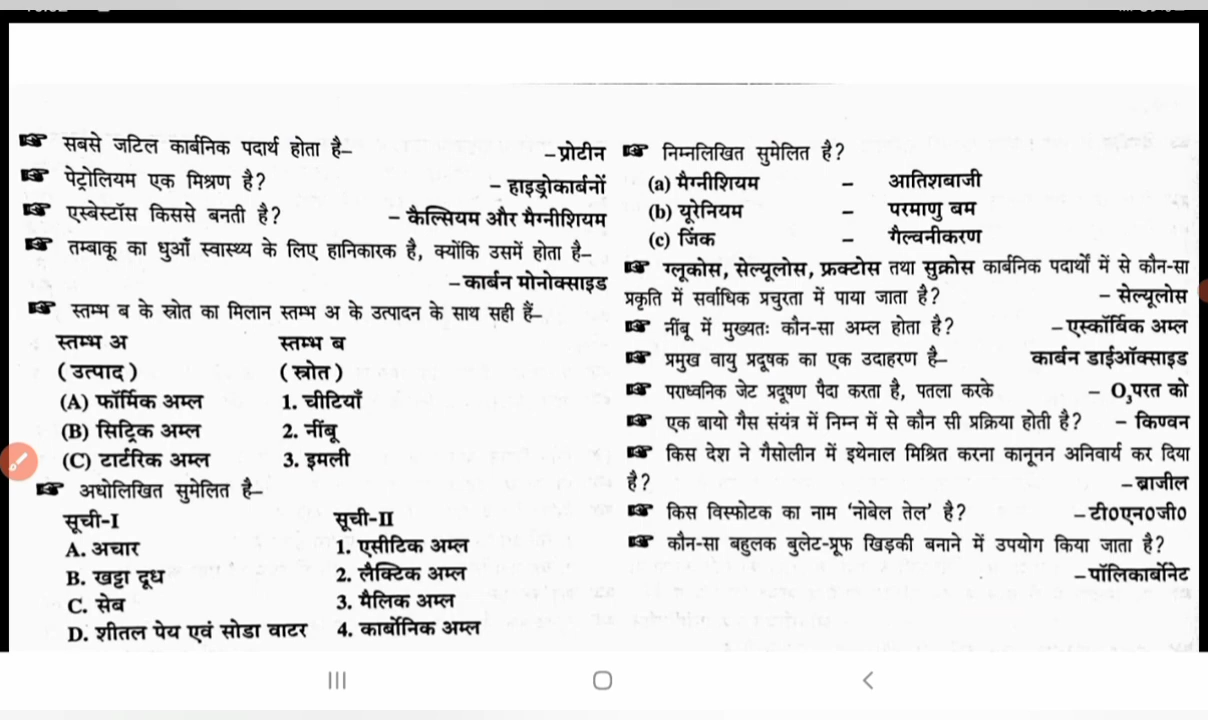 सबसे जटिल कार्बनिक पदार्थ होता है–
–प्रोटीन
पेट्रोलियम एक मिश्रण है?
– हाइड्रोकार्बनों
एस्बेस्टॉस किससे बनती है?
– कैल्सियम और मैग्नीशियम
तम्बाकू का धुआँ स्वास्थ्य के लिए हानिकारक है, क्योंकि उसमें होता है–
–कार्बन मोनोक्साइड
स्तम्भ ब के स्रोत का मिलान स्तम्भ अ के उत्पादन के साथ सही हैं–
स्तम्भ अ स्तम्भ ब
(उत्पाद) (स्रोत)
(A) फॉर्मिक अम्ल 1. चीटियाँ
(B) सिट्रिक अम्ल 2. नींबू
(C) टार्टरिक अम्ल 3. इमली
अधोलिखित सुमेलित है–
सूची-I सूची-II
A. अचार 1. एसीटिक अम्ल
B. खट्टा दूध 2. लैक्टिक अम्ल
C. सेब 3. मैलिक अम्ल
D. शीतल पेय एवं सोडा वाटर 4. कार्बोनिक अम्ल
निम्नलिखित सुमेलित है?
(a) मैग्नीशियम – आतिशबाजी
(b) यूरेनियम – परमाणु बम
(c) जिंक – गैल्वनीकरण
ग्लूकोस, सेल्यूलोस, फ्रक्टोस तथा सुक्रोस कार्बनिक पदार्थों में से कौन-सा
प्रकृति में सर्वाधिक प्रचुरता में पाया जाता है? – सेल्यूलोस
नींबू में मुख्यतः कौन-सा अम्ल होता है? –एस्कॉर्बिक अम्ल
प्रमुख वायु प्रदूषक का एक उदाहरण है– कार्बन डाईऑक्साइड
पराध्वनिक जेट प्रदूषण पैदा करता है, पतला करके – O₃परत को
एक बायो गैस संयंत्र में निम्न में से कौन सी प्रक्रिया होती है? – किण्वन
किस देश ने गैसोलीन में इथेनाल मिश्रित करना कानूनन अनिवार्य कर दिया
है? –ब्राजील
किस विस्फोटक का नाम ‘नोबेल तेल’ है? –टी०एन०जी०
कौन-सा बहुलक बुलेट-प्रूफ खिड़की बनाने में उपयोग किया जाता है?
–पॉलिकार्बोनेट